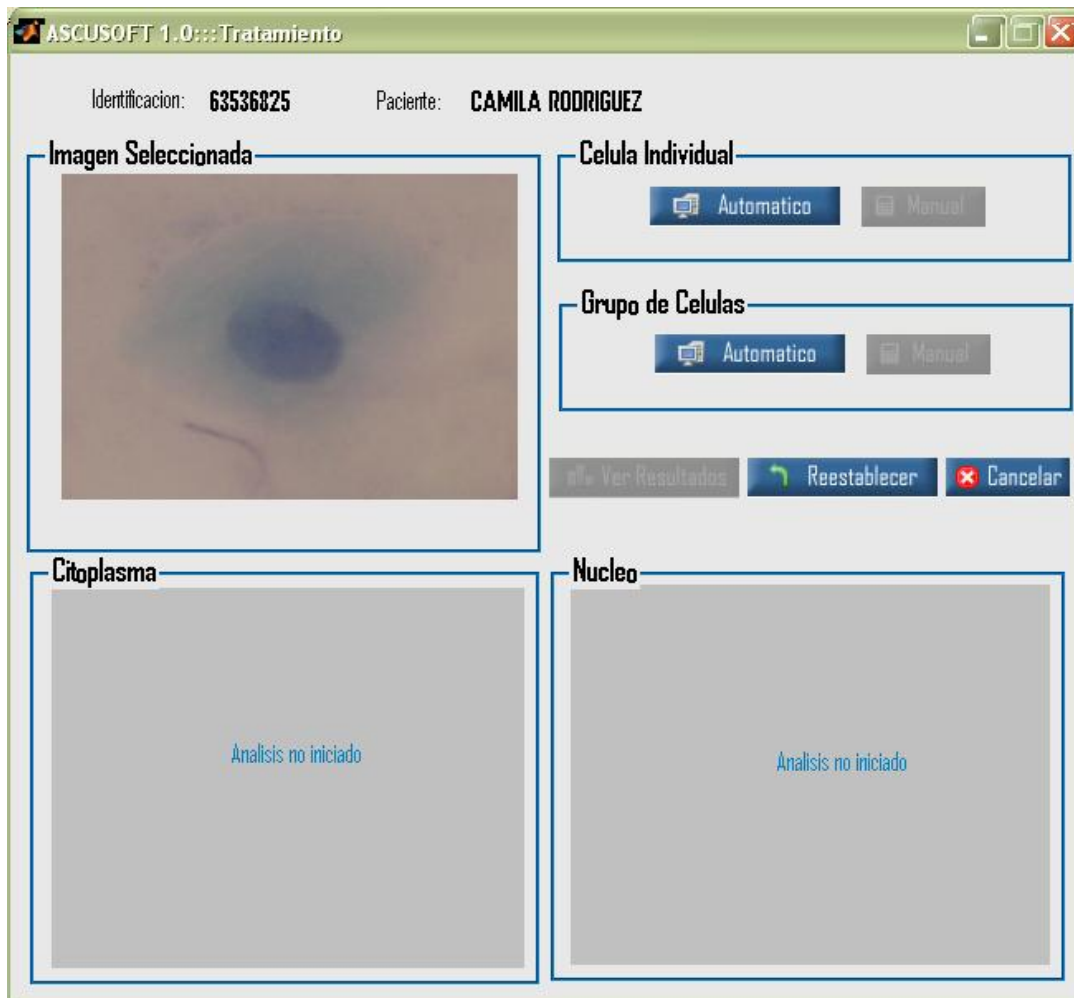 ASCUSOFT 1.0:::Tratamiento
Identificacion: 63536825 Paciente: CAMILA RODRIGUEZ
Imagen Seleccionada
Celula Individual
Automatico Manual
Grupo de Celulas
Automatico Manual
Ver Resultados Reestablecer Cancelar
Citoplasma
Nucleo
Analisis no iniciado
Analisis no iniciado